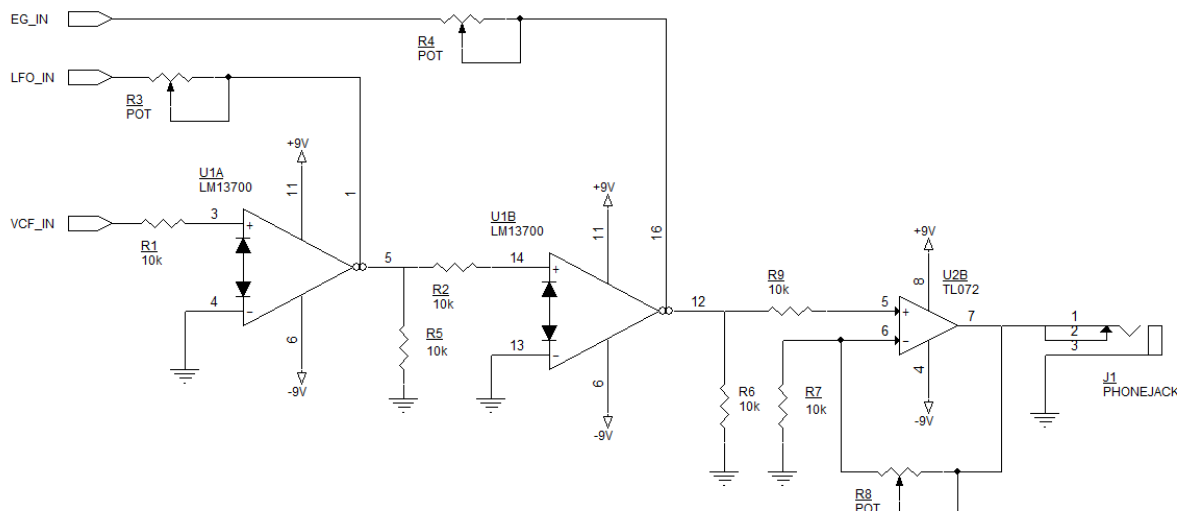 EG_IN
R4
POT
LFO_IN
R3
POT
+9V
U1A
LM13700
11
1
VCF_IN
3
+
R1
10k
4
-
5
6
-9V
R2
10k
R5
10k
+9V
U1B
LM13700
11
16
14
+
13
-
12
6
-9V
R9
10k
R6
10k
R7
10k
+9V
U2B
TL072
8
5
+
6
-
7
4
-9V
1
2
3
J1
PHONEJACK
R8
POT